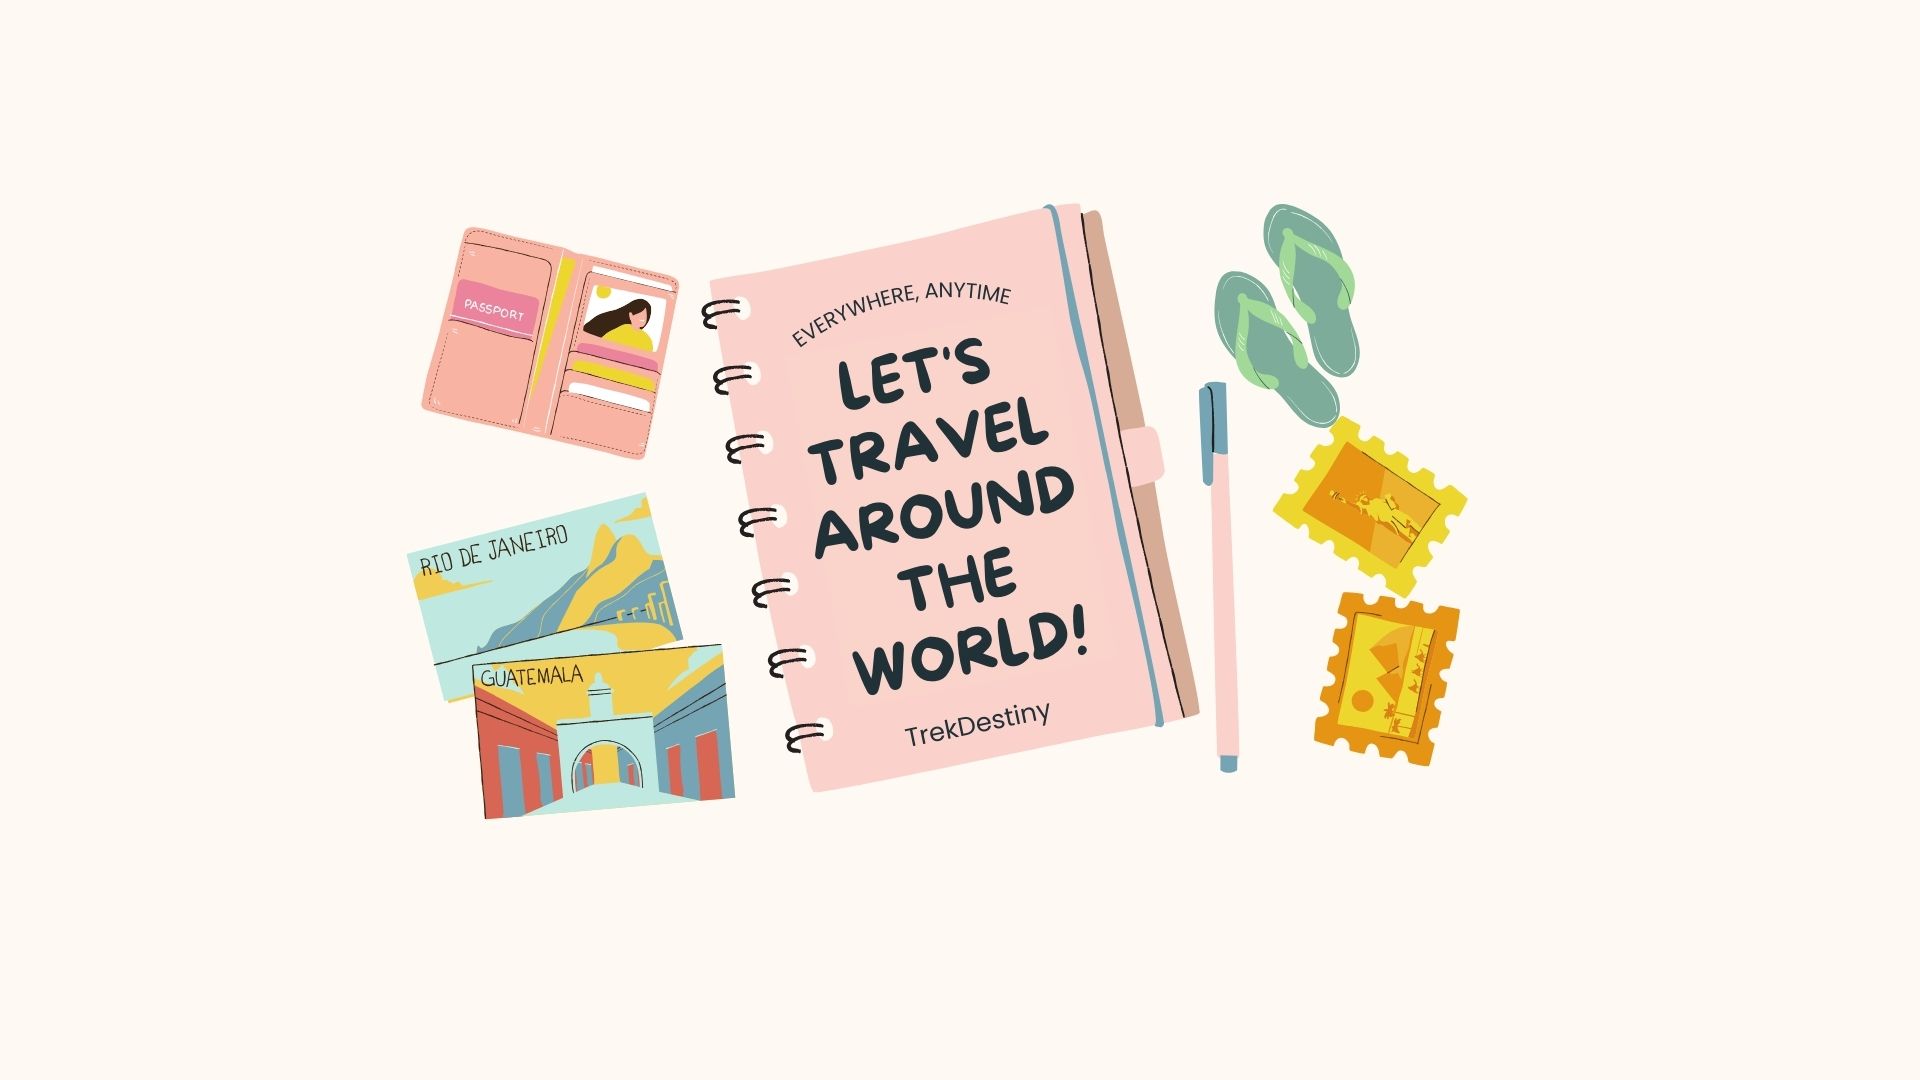 PASSPORT
RIO DE JANEIRO
GUATEMALA
EVERYWHERE, ANYTIME
LET'S
TRAVEL
AROUND
THE
WORLD!
TrekDestiny